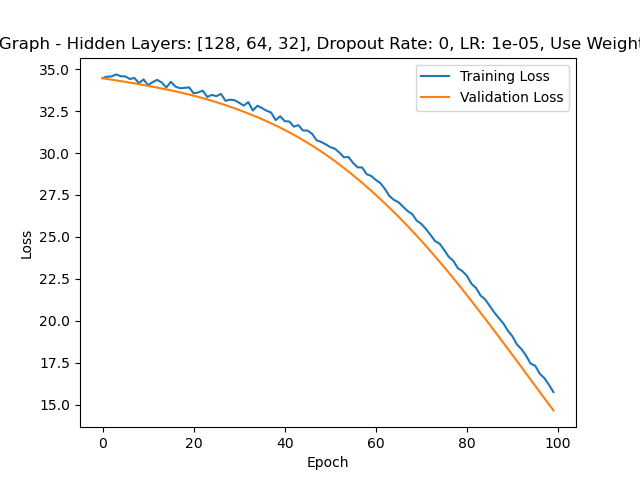 Graph - Hidden Layers: [128, 64, 32], Dropout Rate: 0, LR: 1e-05, Use Weight
35.0
32.5
30.0
27.5
25.0
22.5
20.0
17.5
15.0
Loss
Training Loss
Validation Loss
0 20 40 60 80 100
Epoch